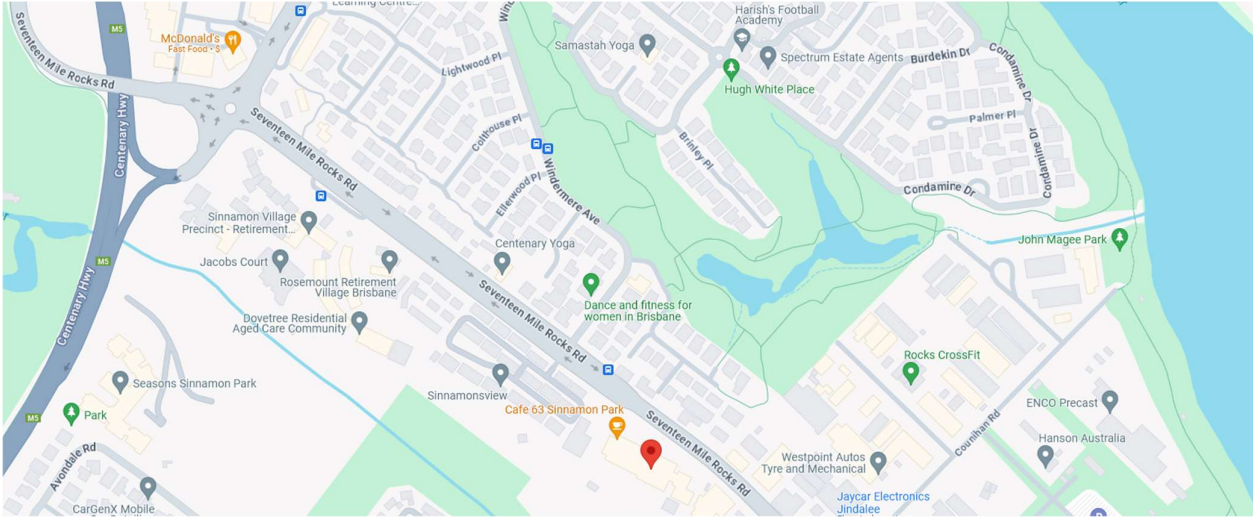 Learning Centre...
M5
McDonald's
Fast Food • $
Seventeen Mile Rocks Rd
Centenary Hwy
Seventeen Mile Rocks Rd
Lightwood Pl
Colthouse Pl
Ellerwood Pl
Windermere Ave
Samastah Yoga
Harish's Football
Academy
Spectrum Estate Agents
Hugh White Place
Brinley Pl
Burdekin Dr
Condamine Dr
Palmer Pl
Condamine Dr
Condamine Dr
John Magee Park
Sinnamon Village
Precinct - Retirement...
Jacobs Court
Rosemount Retirement
Village Brisbane
Dovetree Residential
Aged Care Community
Centenary Yoga
Dance and fitness for
women in Brisbane
Seventeen Mile Rocks Rd
M5
Centenary Hwy
Seasons Sinnamon Park
Park
M5
Avondale Rd
CarGenX Mobile
Sinnamonsview
Cafe 63 Sinnamon Park
Seventeen Mile Rocks Rd
Rocks CrossFit
ENCO Precast
Counihan Rd
Hanson Australia
Westpoint Autos
Tyre and Mechanical
Jaycar Electronics
Jindalee